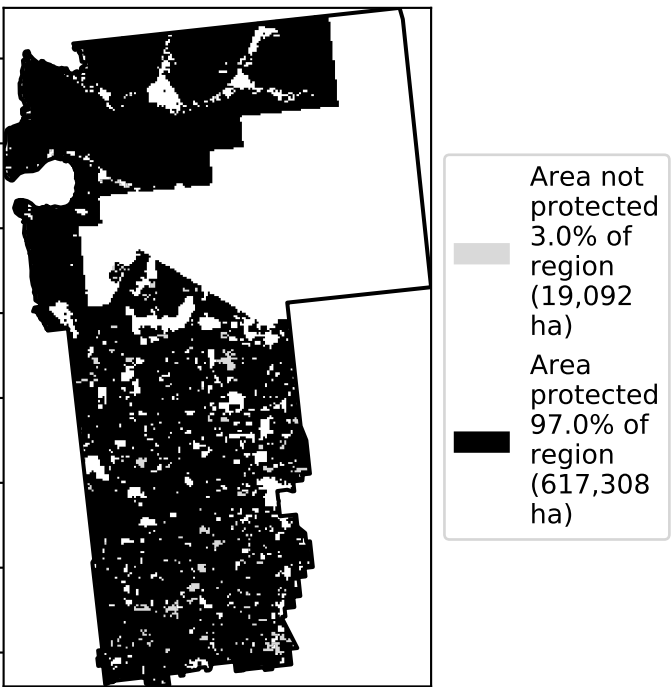 Area not
protected
3.0% of
region
(19,092
ha)
Area
protected
97.0% of
region
(617,308
ha)